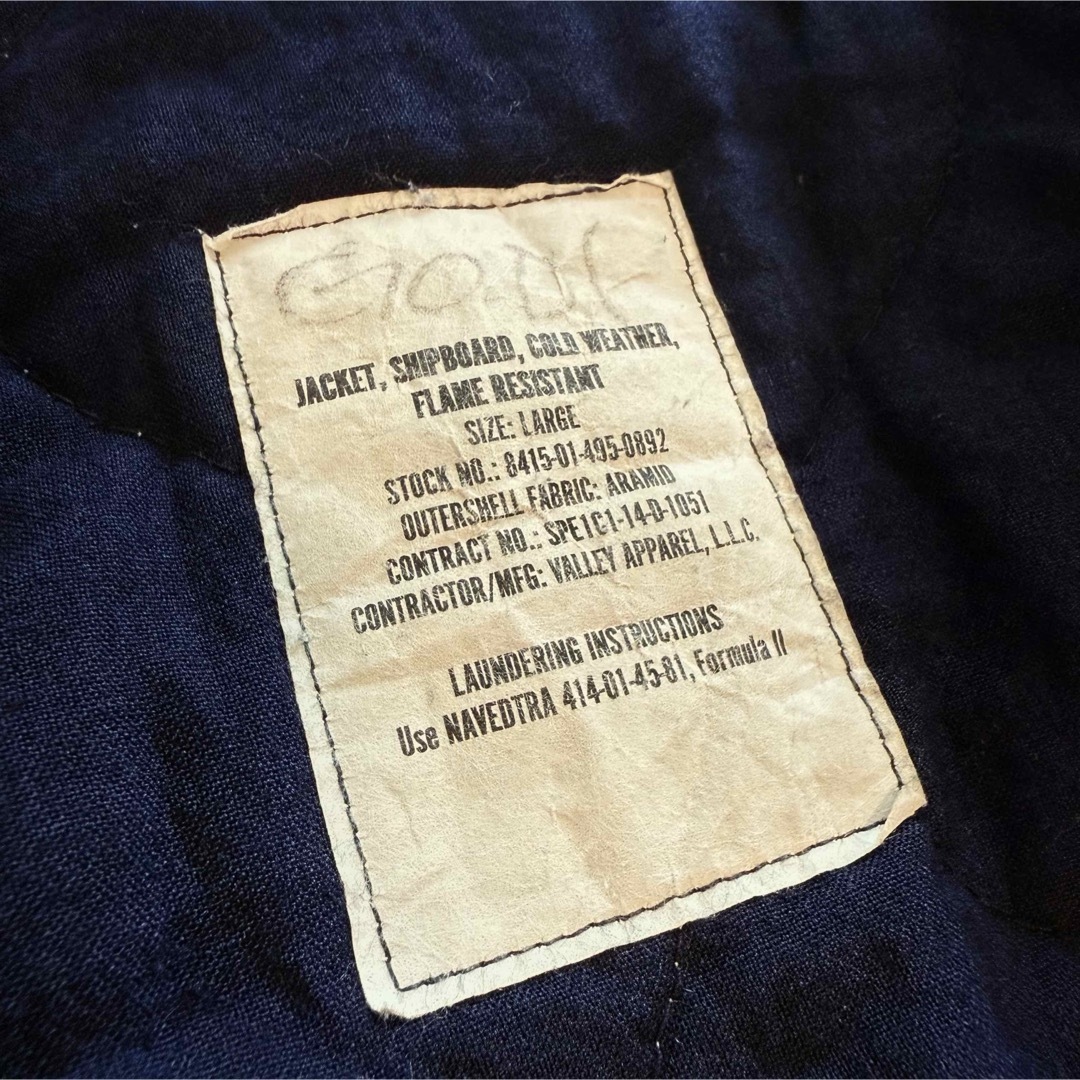 JACKET, SHIPBOARD, COLD WEATHER,
FLAME RESISTANT
SIZE: LARGE
STOCK NO.: 8415-01-495-0892
OUTERSHELL FABRIC: ARAMID
CONTRACT NO.: SPE1C1-14-D-1051
CONTRACTOR/MFG: VALLEY APPAREL, L.L.C.
LAUNDERING INSTRUCTIONS
Use NAVEDTRA 414-01-45-81, Formula II